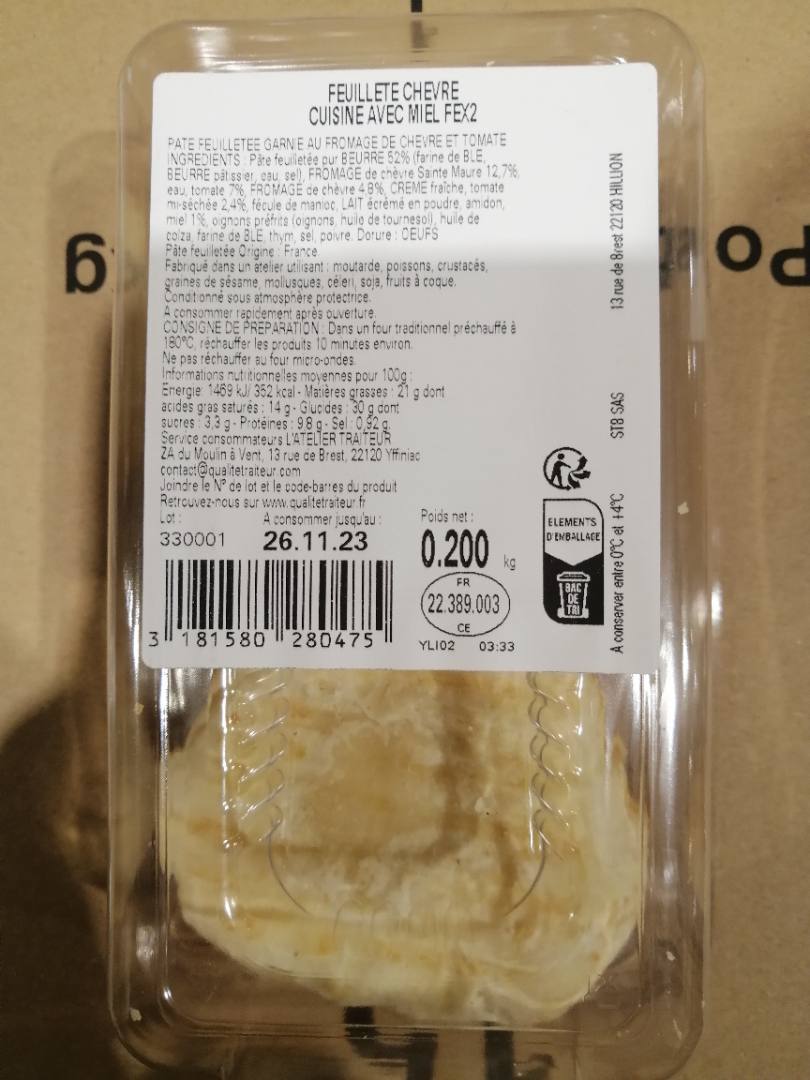 FEUILLETE CHEVRE
CUISINE AVEC MIEL FEX2
PATE FEUILLETEE GARNIE AU FROMAGE DE CHEVRE ET TOMATE
INGREDIENTS : Pâte feuilletée pur BEURRE 52% (farine de BLE,
BEURRE pâtissier, eau, sel), FROMAGE de chèvre Sainte Maure 12,7%,
eau, tomate 7%, FROMAGE de chèvre 4,8%, CREME fraîche, tomate
mi-séchée 2,4%, fécule de manioc, LAIT écrémé en poudre, amidon,
miel 1%, oignons préfrits (oignons, huile de tournesol), huile de
colza, farine de BLE, thym, sel, poivre. Dorure : OEUFS
Pâte feuilletée Origine : France.
Fabriqué dans un atelier utilisant : moutarde, poissons, crustacés,
graines de sésame, mollusques, céleri, soja, fruits à coque.
Conditionné sous atmosphère protectrice.
A consommer rapidement après ouverture.
CONSIGNE DE PREPARATION : Dans un four traditionnel préchauffé à
180°C, réchauffer les produits 10 minutes environ.
Ne pas réchauffer au four micro-ondes.
Informations nutritionnelles moyennes pour 100g :
Energie: 1469 kJ/ 352 kcal - Matières grasses : 21 g dont
acides gras saturés : 14 g - Glucides : 30 g dont
sucres : 3,3 g - Protéines : 9,8 g - Sel : 0,92 g.
Service consommateurs L'ATELIER TRAITEUR
ZA du Moulin à Vent, 13 rue de Brest, 22120 Yffiniac
contact@qualitetraiteur.com
Joindre le N° de lot et le code-barres du produit
Retrouvez-nous sur www.qualitetraiteur.fr
Lot : A consommer jusqu'au : Poids net :
330001 26.11.23 0.200 kg
FR
22.389.003
CE
3 181580 280475
YLI02 03:33
ELEMENTS
D'EMBALLAGE
BAC
DE
TRI
A conserver entre 0°C et +4°C
STB SAS
13 rue de Brest 22120 HILLION
g
Po